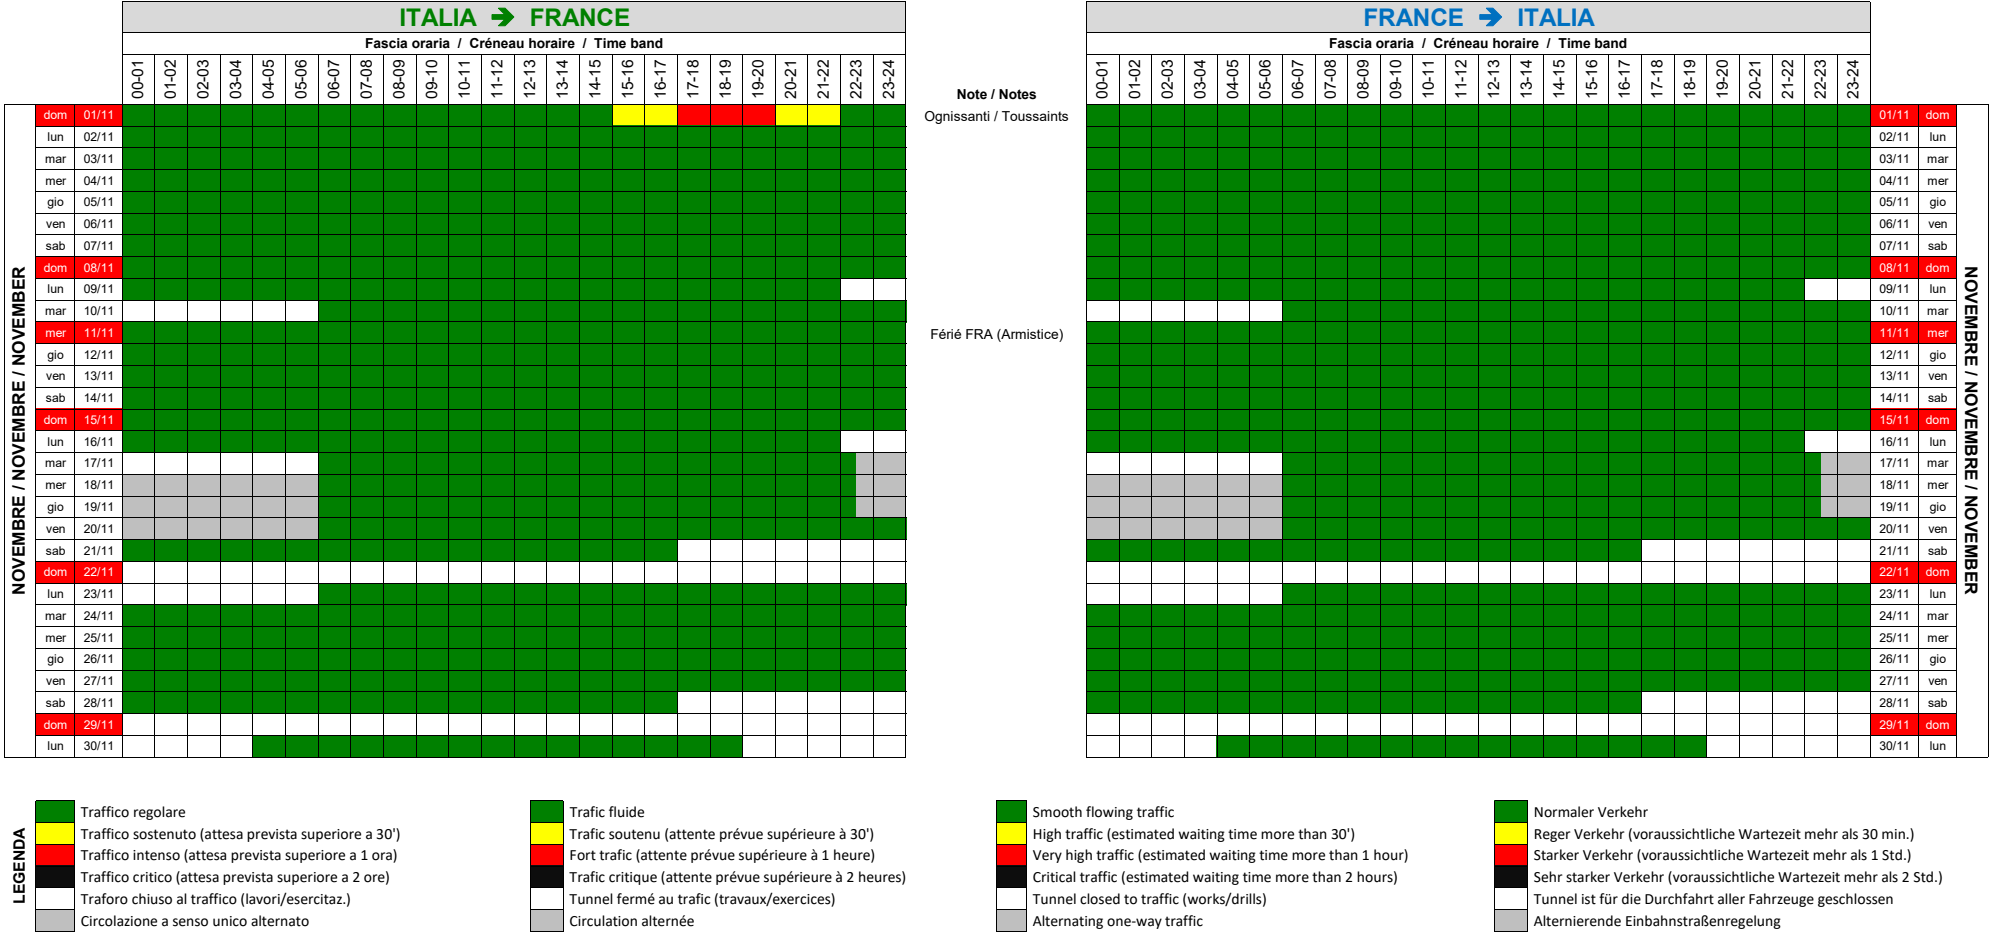 ITALIA ➔ FRANCE
Fascia oraria / Créneau horaire / Time band
00-01 01-02 02-03 03-04 04-05 05-06 06-07 07-08 08-09 09-10 10-11 11-12 12-13 13-14 14-15 15-16 16-17 17-18 18-19 19-20 20-21 21-22 22-23 23-24
NOVEMBRE / NOVEMBRE / NOVEMBER
dom 01/11
lun 02/11
mar 03/11
mer 04/11
gio 05/11
ven 06/11
sab 07/11
dom 08/11
lun 09/11
mar 10/11
mer 11/11
gio 12/11
ven 13/11
sab 14/11
dom 15/11
lun 16/11
mar 17/11
mer 18/11
gio 19/11
ven 20/11
sab 21/11
dom 22/11
lun 23/11
mar 24/11
mer 25/11
gio 26/11
ven 27/11
sab 28/11
dom 29/11
lun 30/11
Note / Notes
Ognissanti / Toussaints
Férié FRA (Armistice)
FRANCE ➔ ITALIA
Fascia oraria / Créneau horaire / Time band
00-01 01-02 02-03 03-04 04-05 05-06 06-07 07-08 08-09 09-10 10-11 11-12 12-13 13-14 14-15 15-16 16-17 17-18 18-19 19-20 20-21 21-22 22-23 23-24
01/11 dom
02/11 lun
03/11 mar
04/11 mer
05/11 gio
06/11 ven
07/11 sab
08/11 dom
09/11 lun
10/11 mar
11/11 mer
12/11 gio
13/11 ven
14/11 sab
15/11 dom
16/11 lun
17/11 mar
18/11 mer
19/11 gio
20/11 ven
21/11 sab
22/11 dom
23/11 lun
24/11 mar
25/11 mer
26/11 gio
27/11 ven
28/11 sab
29/11 dom
30/11 lun
NOVEMBRE / NOVEMBRE / NOVEMBER
LEGENDA
Traffico regolare
Traffico sostenuto (attesa prevista superiore a 30')
Traffico intenso (attesa prevista superiore a 1 ora)
Traffico critico (attesa prevista superiore a 2 ore)
Traforo chiuso al traffico (lavori/esercitaz.)
Circolazione a senso unico alternato
Trafic fluide
Trafic soutenu (attente prévue supérieure à 30')
Fort trafic (attente prévue supérieure à 1 heure)
Trafic critique (attente prévue supérieure à 2 heures)
Tunnel fermé au trafic (travaux/exercices)
Circulation alternée
Smooth flowing traffic
High traffic (estimated waiting time more than 30')
Very high traffic (estimated waiting time more than 1 hour)
Critical traffic (estimated waiting time more than 2 hours)
Tunnel closed to traffic (works/drills)
Alternating one-way traffic
Normaler Verkehr
Reger Verkehr (voraussichtliche Wartezeit mehr als 30 min.)
Starker Verkehr (voraussichtliche Wartezeit mehr als 1 Std.)
Sehr starker Verkehr (voraussichtliche Wartezeit mehr als 2 Std.)
Tunnel ist für die Durchfahrt aller Fahrzeuge geschlossen
Alternierende Einbahnstraßenregelung